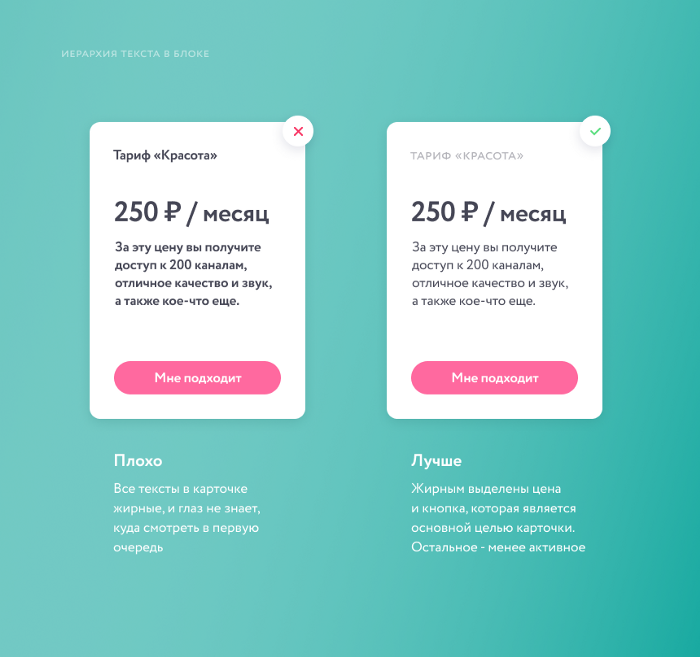 ИЕРАРХИЯ ТЕКСТА В БЛОКЕ
Тариф «Красота»
250 ₽ / месяц
За эту цену вы получите
доступ к 200 каналам,
отличное качество и звук,
а также кое-что еще.
Мне подходит
Плохо
Все тексты в карточке
жирные, и глаз не знает,
куда смотреть в первую
очередь
ТАРИФ «КРАСОТА»
250 ₽ / месяц
За эту цену вы получите
доступ к 200 каналам,
отличное качество и звук,
а также кое-что еще.
Мне подходит
Лучше
Жирным выделены цена
и кнопка, которая является
основной целью карточки.
Остальное - менее активное